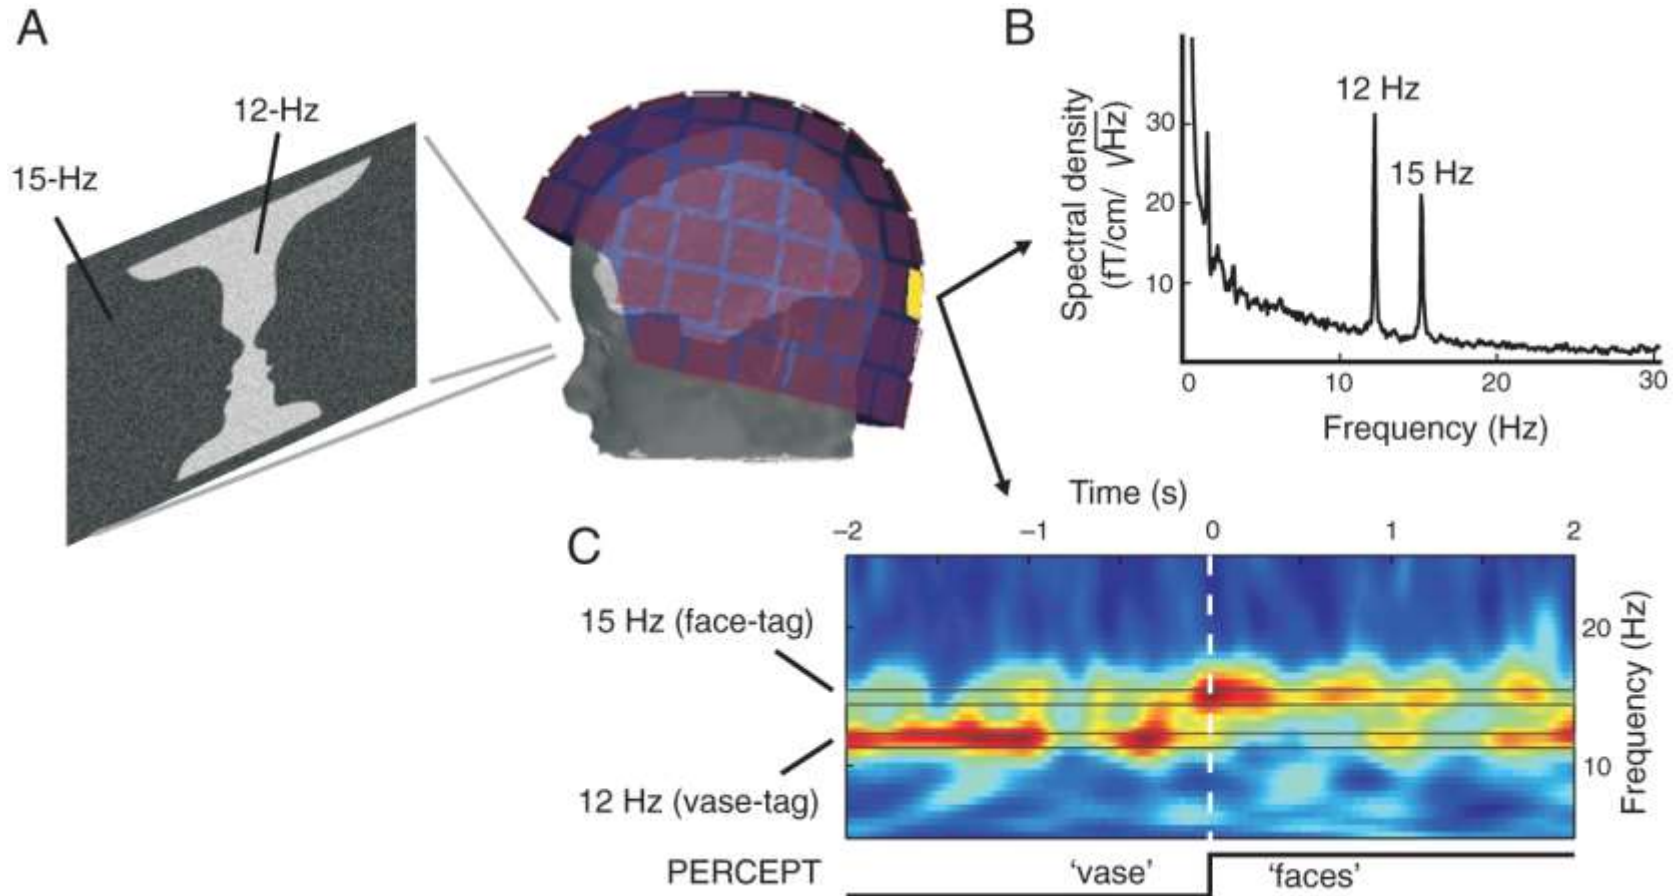 A
15-Hz
12-Hz
B
Spectral density
(fT/cm/ √Hz)
30
20
10
12 Hz
15 Hz
0 10 20 30
Frequency (Hz)
C
Time (s)
–2 –1 0 1 2
15 Hz (face-tag)
12 Hz (vase-tag)
20
10
Frequency (Hz)
PERCEPT 'vase' 'faces'